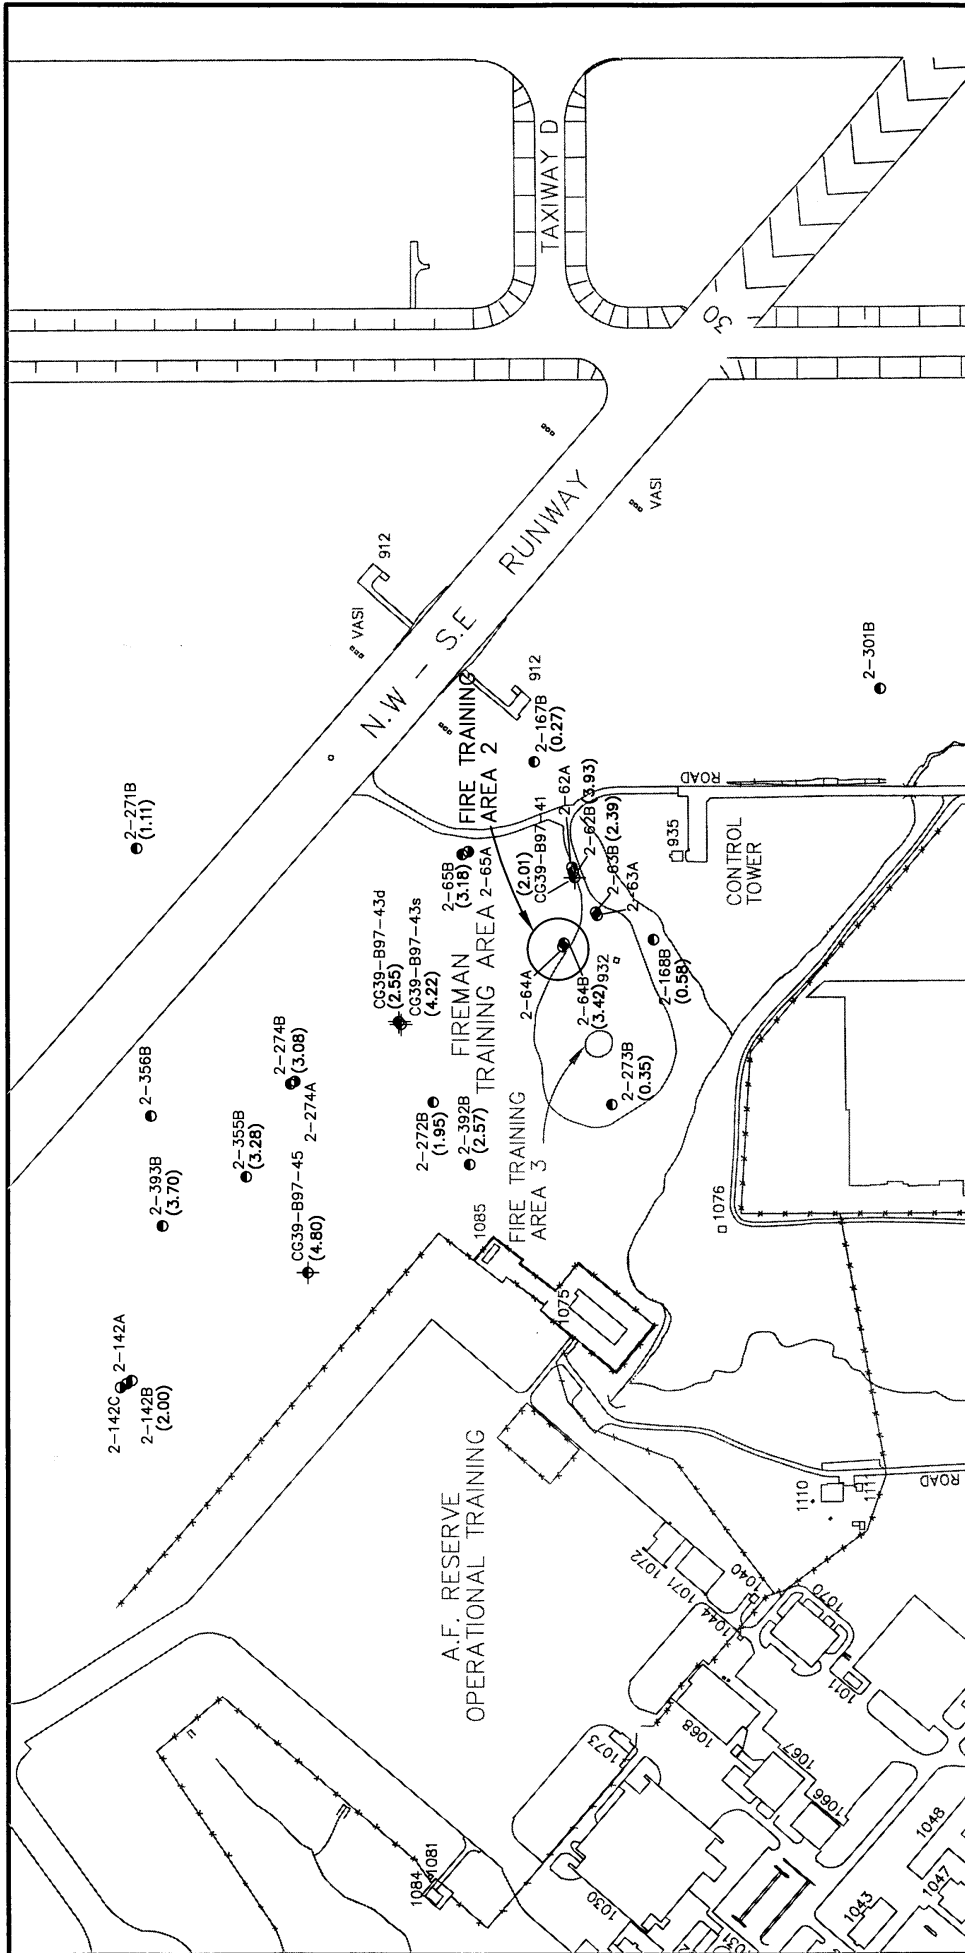 TAXIWAY D
30
N.W – S.E RUNWAY
VASI
VASI
912
912
2-301B
2-271B
(1.11)
2-167B
(0.27)
FIRE TRAINING
AREA 2
2-62A
2-62B (3.93)
CG39-B97-41
(2.01)
2-63B (2.39)
2-63A
2-65B
(3.18)
2-65A
ROAD
935
CONTROL
TOWER
CG39-B97-43d
(2.55)
CG39-B97-43s
(4.22)
FIREMAN
TRAINING AREA
2-64A
2-64B
(3.42)
932
2-168B
(0.58)
2-274B
(3.08)
2-274A
2-356B
2-355B
(3.28)
2-393B
(3.70)
CG39-B97-45
(4.80)
2-272B
(1.95)
2-392B
(2.57)
2-273B
(0.35)
FIRE TRAINING
AREA 3
1085
1075
1076
2-142C
2-142A
2-142B
(2.00)
A.F. RESERVE
OPERATIONAL TRAINING
1110
1111
ROAD
1072
1071
1040
1044
1070
1011
1068
1067
1066
1073
1084
1081
1030
1031
1048
1047
1043